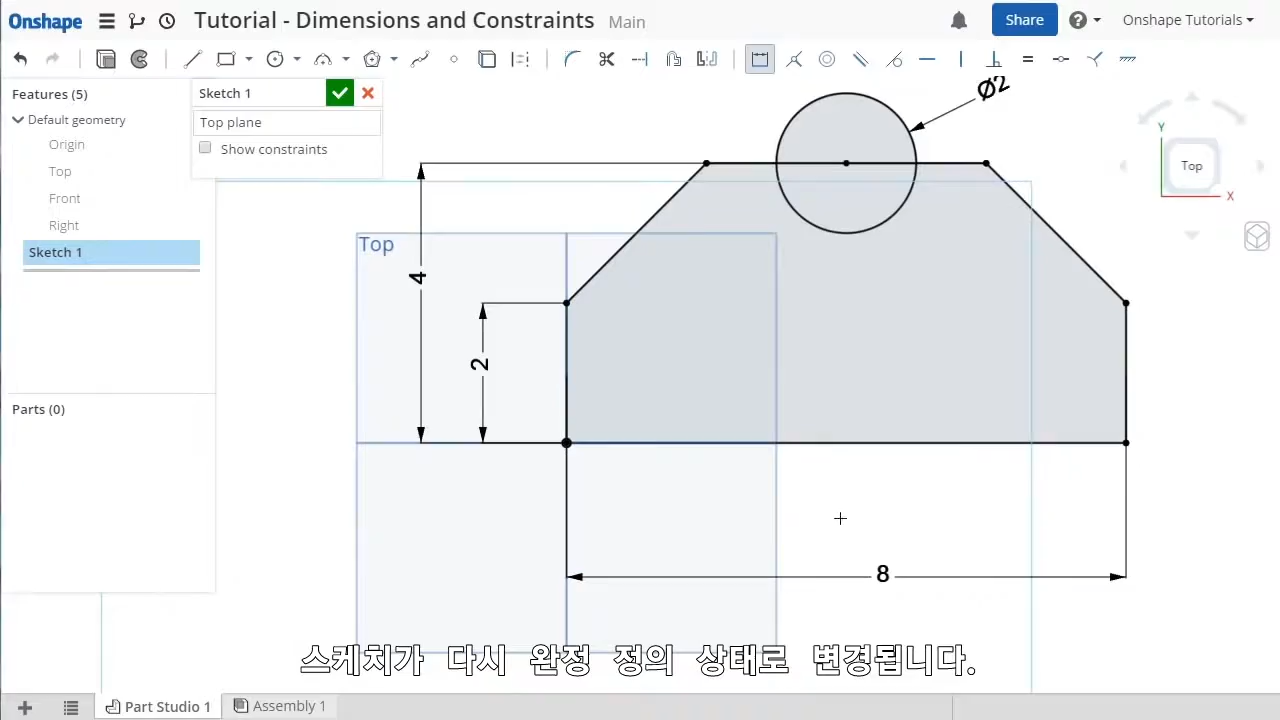 Onshape Tutorial - Dimensions and Constraints Main Share Onshape Tutorials
Features (5)
Sketch 1
Default geometry
Top plane
Origin
Show constraints
Top
Front
Right
Sketch 1
Parts (0)
Top
Ø2
4
2
8
Y
Top
X
스케치가 다시 완정 정의 상태로 변경됩니다.
Part Studio 1
Assembly 1